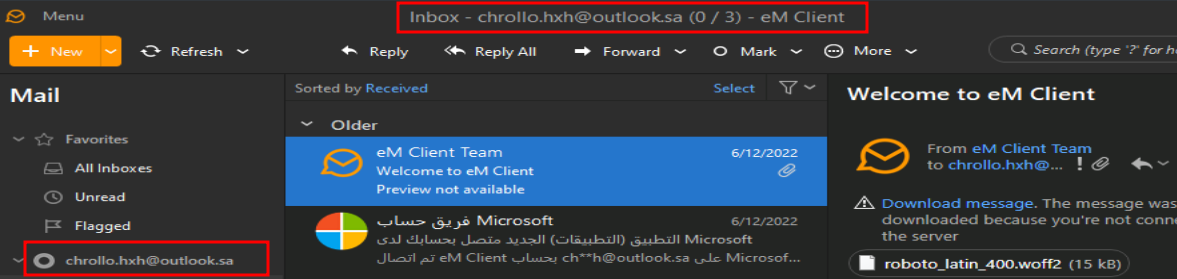 Menu
Inbox - chrollo.hxh@outlook.sa (0 / 3) - eM Client
New
Refresh
Reply
Reply All
Forward
Mark
More
Search (type '?' for h
Mail
Favorites
All Inboxes
Unread
Flagged
chrollo.hxh@outlook.sa
Sorted by Received
Select
Older
eM Client Team
6/12/2022
Welcome to eM Client
Preview not available
فريق حساب Microsoft
6/12/2022
التطبيق (التطبيقات) الجديد متصل بحسابك لدى Microsoft
تم اتصال eM Client بحساب ch**h@outlook.sa على Microsof...
Welcome to eM Client
From eM Client Team
to chrollo.hxh@...
Download message. The message was
downloaded because you're not conne
the server
roboto_latin_400.woff2 (15 kB)